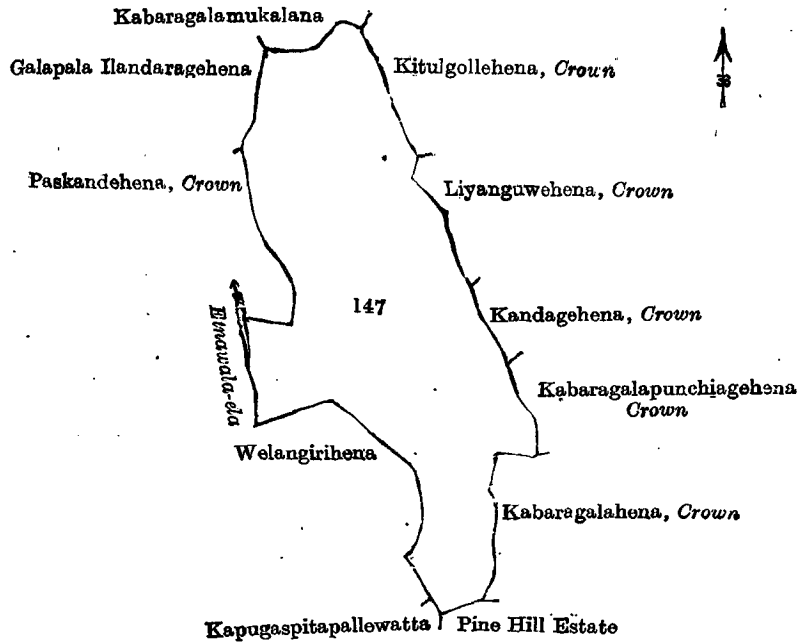 Kabaragalamukalana
Galapala Ilandaragehena
Kitulgollehena, Crown
Paskandehena, Crown
Liyanguwehena, Crown
147
Kandagehena, Crown
Etnawala-ela
Kabaragalapunchiagehena
Crown
Welangirihena
Kabaragalahena, Crown
Kapugaspitapallewatta
Pine Hill Estate